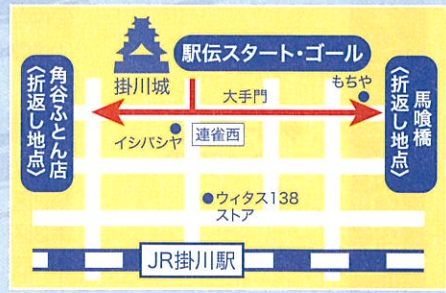 駅伝スタート・ゴール
掛川城
大手門
もちや
角谷ふとん店
〈折返し地点〉
馬喰橋
〈折返し地点〉
イシバシヤ
連雀西
ウィタス138
ストア
JR掛川駅